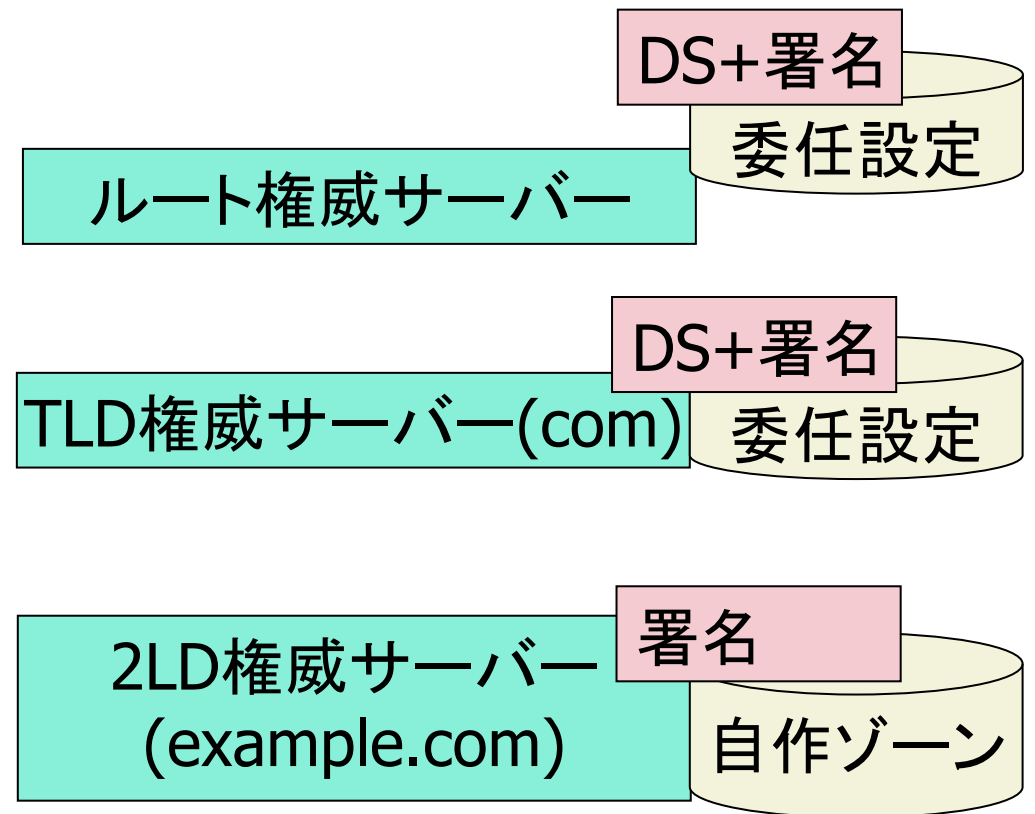 DS+署名
委任設定
ルート権威サーバー
DS+署名
TLD権威サーバー(com)
委任設定
署名
2LD権威サーバー
(example.com)
自作ゾーン